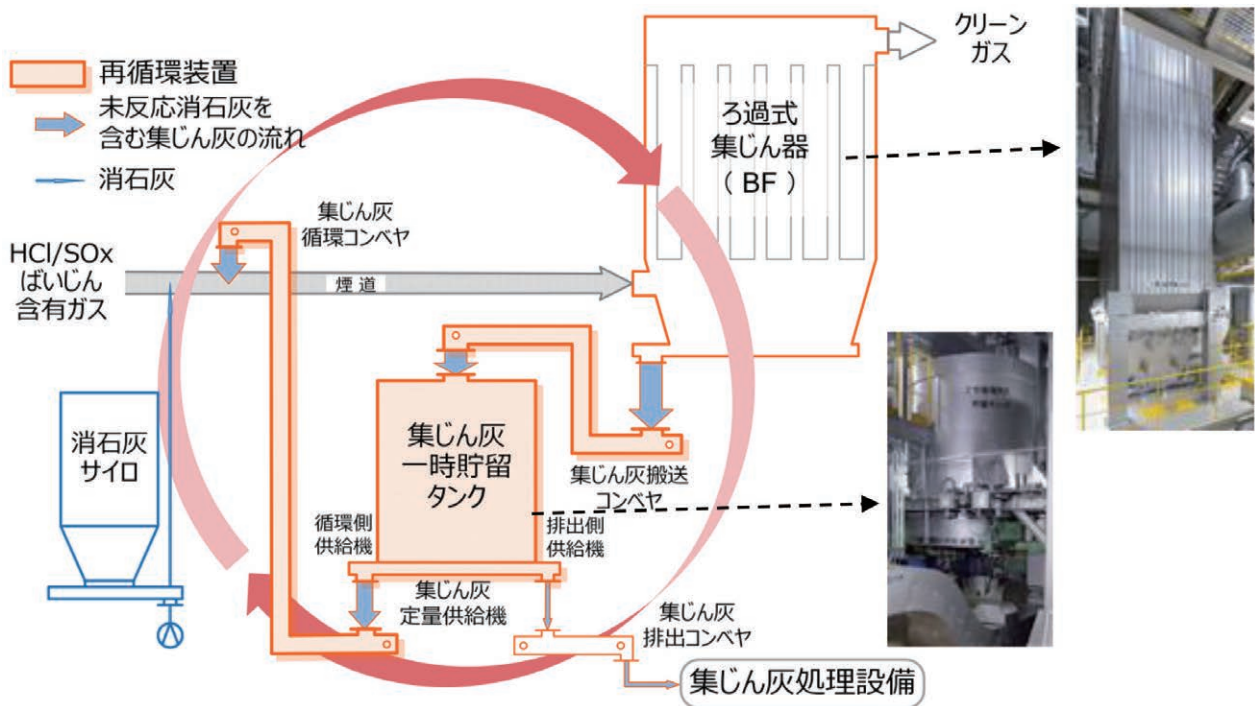 再循環装置
未反応消石灰を
含む集じん灰の流れ
消石灰
クリーン
ガス
ろ過式
集じん器
（ BF ）
集じん灰
循環コンベヤ
HCl/SOx
ばいじん
含有ガス
煙 道
消石灰
サイロ
集じん灰
一時貯留
タンク
集じん灰搬送
コンベヤ
循環側
供給機
排出側
供給機
集じん灰
定量供給機
集じん灰
排出コンベヤ
集じん灰処理設備